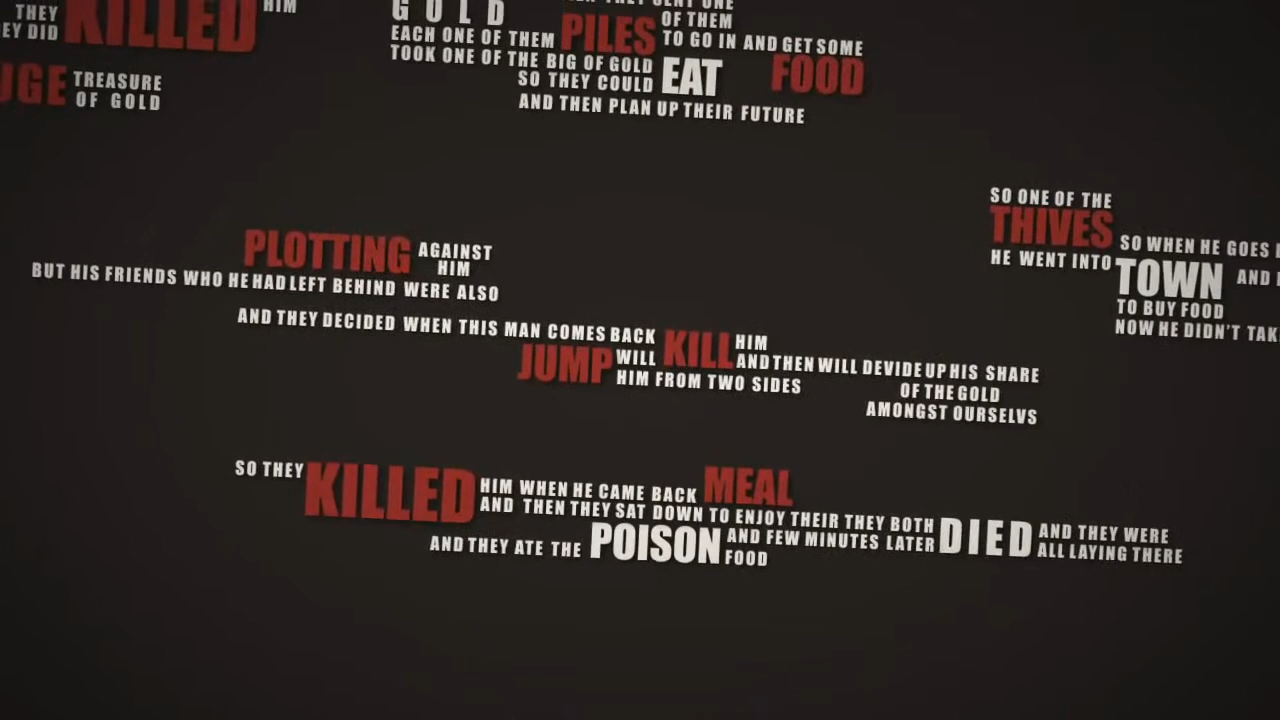 THEY KILLED HIM
EY DID
UGE TREASURE
OF GOLD
GOLD
OF THEM
EACH ONE OF THEM PILES TO GO IN AND GET SOME
TOOK ONE OF THE BIG OF GOLD
SO THEY COULD EAT FOOD
AND THEN PLAN UP THEIR FUTURE
SO ONE OF THE
THIVES
HE WENT INTO SO WHEN HE GOES
TOWN AND
TO BUY FOOD
NOW HE DIDN'T TAK
PLOTTING AGAINST
HIM
BUT HIS FRIENDS WHO HE HAD LEFT BEHIND WERE ALSO
AND THEY DECIDED WHEN THIS MAN COMES BACK KILL HIM
JUMP WILL AND THEN WILL DEVIDE UP HIS SHARE
HIM FROM TWO SIDES OF THE GOLD
AMONGST OURSELVS
SO THEY KILLED HIM WHEN HE CAME BACK MEAL
AND THEN THEY SAT DOWN TO ENJOY THEIR THEY BOTH DIED AND THEY WERE
AND THEY ATE THE POISON AND FEW MINUTES LATER ALL LAYING THERE
FOOD